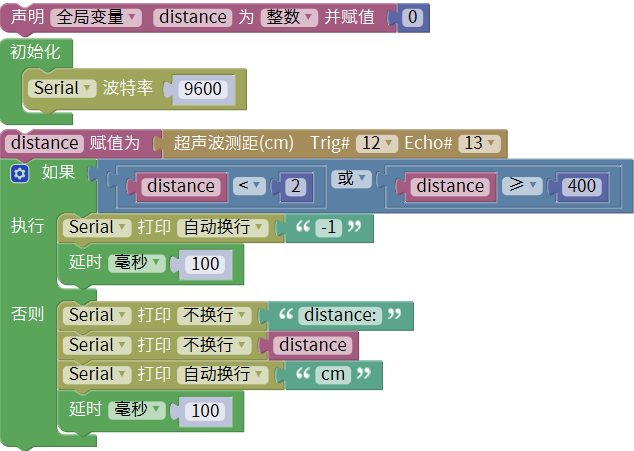 声明 全局变量 distance 为 整数 并赋值 0
初始化
Serial 波特率 9600
distance 赋值为 超声波测距(cm) Trig# 12 Echo# 13
如果 distance < 2 或 distance ≥ 400
执行 Serial 打印 自动换行 “ -1 ”
延时 毫秒 100
否则 Serial 打印 不换行 “ distance: ”
Serial 打印 不换行 distance
Serial 打印 自动换行 “ cm ”
延时 毫秒 100